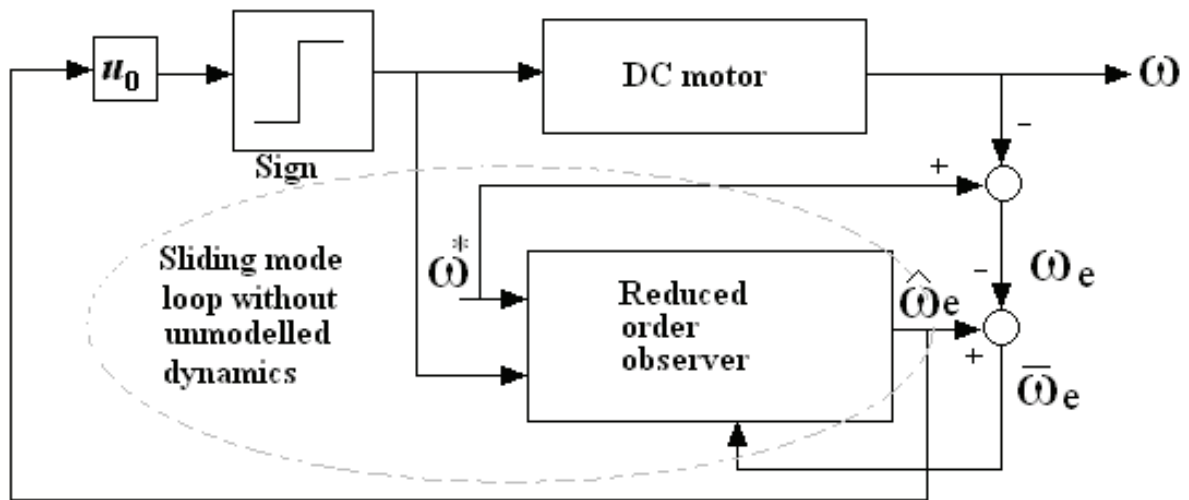 u₀
Sign
DC motor
ω
-
+
Sliding mode
loop without
unmodelled
dynamics
ω*
Reduced
order
observer
ω̂e
-
ωe
+
ω̅e